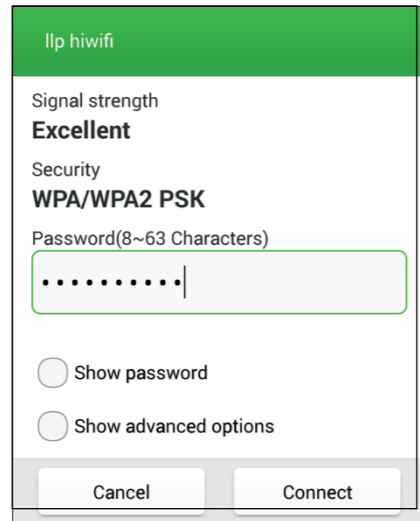 llp hiwifi
Signal strength
Excellent
Security
WPA/WPA2 PSK
Password(8~63 Characters)
••••••••••
Show password
Show advanced options
Cancel Connect